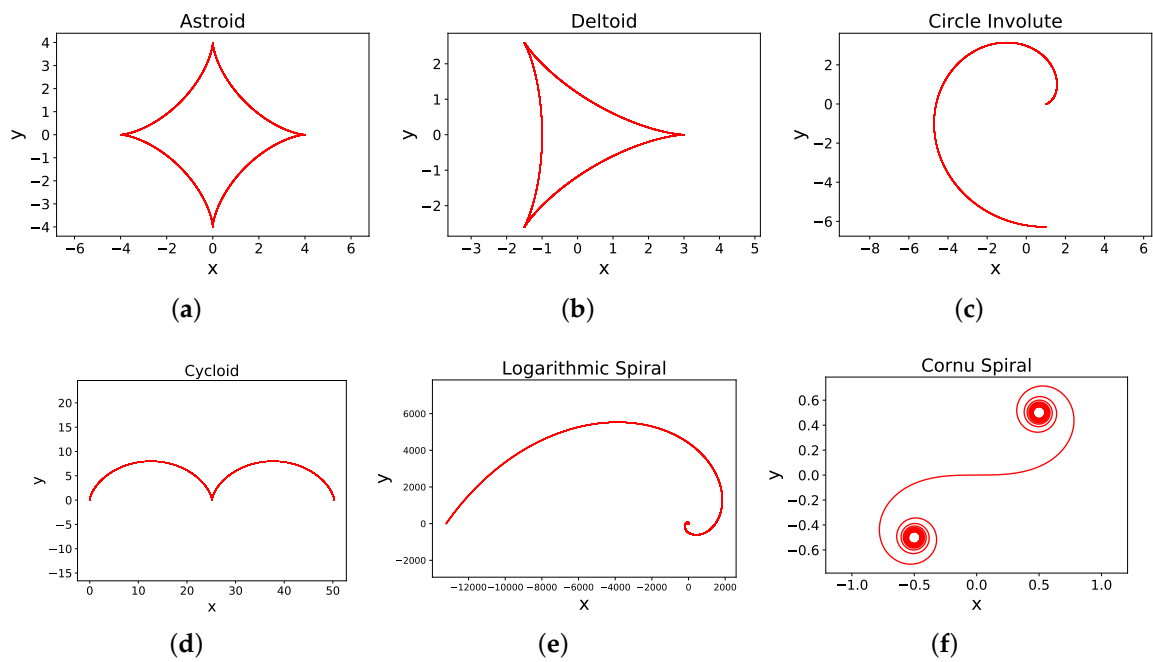 Astroid
4
3
2
1
0
−1
−2
−3
−4
y
−6 −4 −2 0 2 4 6
x
(a)
Deltoid
2
1
0
−1
−2
y
−3 −2 −1 0 1 2 3 4 5
x
(b)
Circle Involute
2
0
−2
−4
−6
y
−8 −6 −4 −2 0 2 4 6
x
(c)
Cycloid
20
15
10
5
0
−5
−10
−15
y
0 10 20 30 40 50
x
(d)
Logarithmic Spiral
6000
4000
2000
0
−2000
y
−12000 −10000 −8000 −6000 −4000 −2000 0 2000
x
(e)
Cornu Spiral
0.6
0.4
0.2
0.0
−0.2
−0.4
−0.6
y
−1.0 −0.5 0.0 0.5 1.0
x
(f)